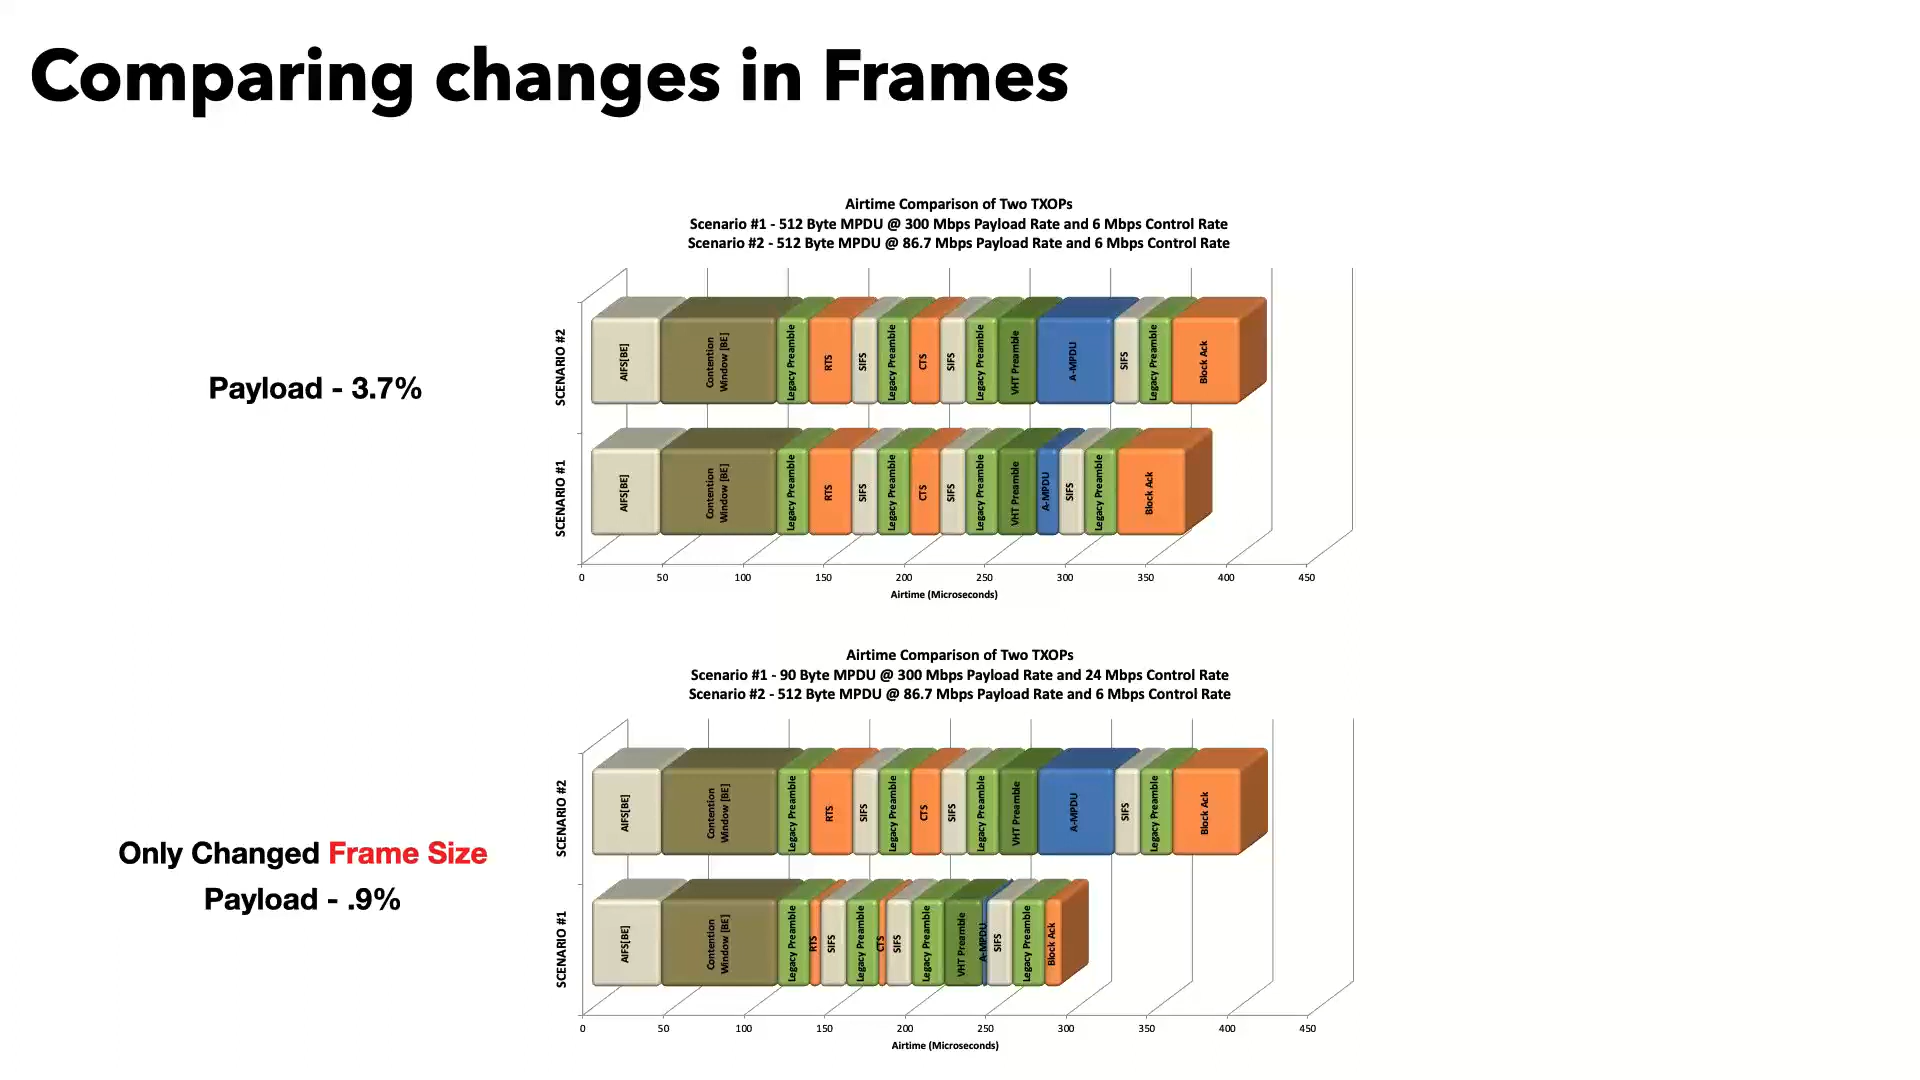 Comparing changes in Frames
Airtime Comparison of Two TXOPs
Scenario #1 - 512 Byte MPDU @ 300 Mbps Payload Rate and 6 Mbps Control Rate
Scenario #2 - 512 Byte MPDU @ 86.7 Mbps Payload Rate and 6 Mbps Control Rate
Payload - 3.7%
SCENARIO #2
AIFS[BE]
Contention
Window [BE]
Legacy Preamble
RTS
SIFS
Legacy Preamble
CTS
SIFS
Legacy Preamble
VHT Preamble
A-MPDU
SIFS
Legacy Preamble
Block Ack
SCENARIO #1
AIFS[BE]
Contention
Window [BE]
Legacy Preamble
RTS
SIFS
Legacy Preamble
CTS
SIFS
Legacy Preamble
VHT Preamble
A-MPDU
SIFS
Legacy Preamble
Block Ack
0 50 100 150 200 250 300 350 400 450
Airtime (Microseconds)
Airtime Comparison of Two TXOPs
Scenario #1 - 90 Byte MPDU @ 300 Mbps Payload Rate and 24 Mbps Control Rate
Scenario #2 - 512 Byte MPDU @ 86.7 Mbps Payload Rate and 6 Mbps Control Rate
Only Changed Frame Size
Payload - .9%
SCENARIO #2
AIFS[BE]
Contention
Window [BE]
Legacy Preamble
RTS
SIFS
Legacy Preamble
CTS
SIFS
Legacy Preamble
VHT Preamble
A-MPDU
SIFS
Legacy Preamble
Block Ack
SCENARIO #1
AIFS[BE]
Contention
Window [BE]
Legacy Preamble
RTS
SIFS
Legacy Preamble
CTS
SIFS
Legacy Preamble
VHT Preamble
A-MPDU
SIFS
Legacy Preamble
Block Ack
0 50 100 150 200 250 300 350 400 450
Airtime (Microseconds)